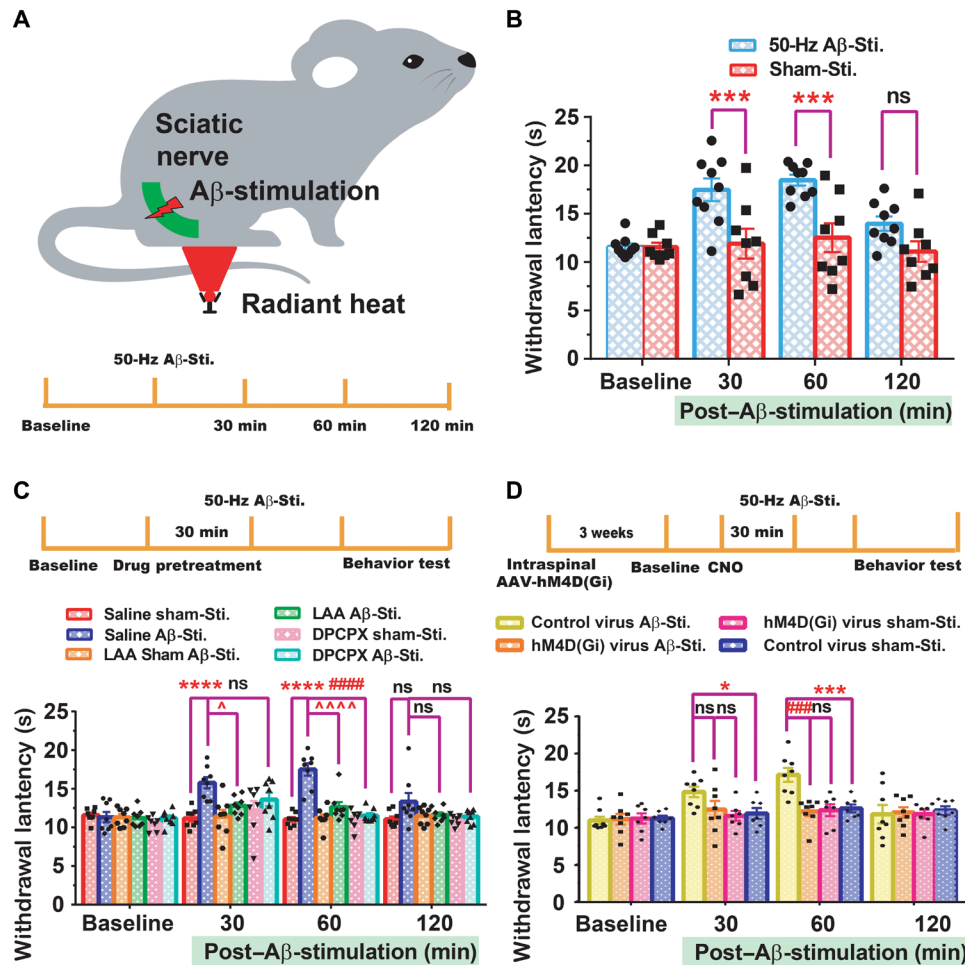 A
Sciatic
nerve
Aβ-stimulation
Radiant heat
50-Hz Aβ-Sti.
Baseline
30 min
60 min
120 min
B
50-Hz Aβ-Sti.
Sham-Sti.
Withdrawal lantency (s)
25
20
15
10
5
0
***
***
ns
Baseline
30
60
120
Post–Aβ-stimulation (min)
C
50-Hz Aβ-Sti.
30 min
Baseline
Drug pretreatment
Behavior test
Saline sham-Sti.
Saline Aβ-Sti.
LAA Sham Aβ-Sti.
LAA Aβ-Sti.
DPCPX sham-Sti.
DPCPX Aβ-Sti.
Withdrawal lantency (s)
25
20
15
10
5
0
**** ns
^
**** ####
^^^^
ns ns
ns
Baseline
30
60
120
Post–Aβ-stimulation (min)
D
50-Hz Aβ-Sti.
3 weeks
30 min
Intraspinal
AAV-hM4D(Gi)
Baseline
CNO
Behavior test
Control virus Aβ-Sti.
hM4D(Gi) virus Aβ-Sti.
hM4D(Gi) virus sham-Sti.
Control virus sham-Sti.
Withdrawal lantency (s)
25
20
15
10
5
0
*
ns ns
***
### ns
Baseline
30
60
120
Post–Aβ-stimulation (min)